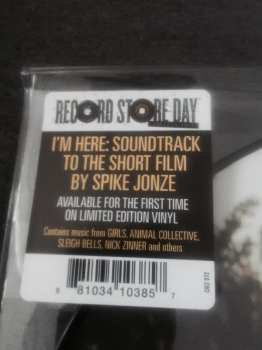 RECORD STORE DAY
I'M HERE: SOUNDTRACK
TO THE SHORT FILM
BY SPIKE JONZE
AVAILABLE FOR THE FIRST TIME
ON LIMITED EDITION VINYL
Contains music from GIRLS, ANIMAL COLLECTIVE,
SLEIGH BELLS, NICK ZINNER and others
81034 10385 7